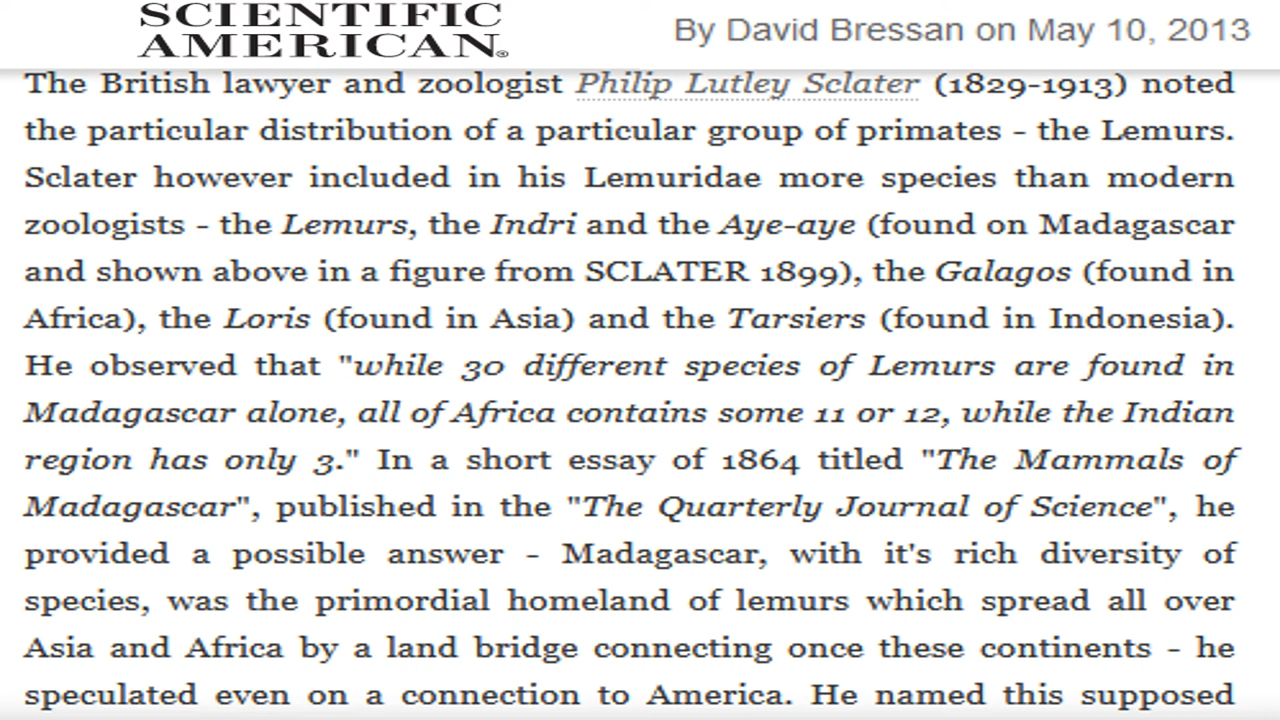 SCIENTIFIC
AMERICAN®
By David Bressan on May 10, 2013
The British lawyer and zoologist Philip Lutley Sclater (1829-1913) noted
the particular distribution of a particular group of primates - the Lemurs.
Sclater however included in his Lemuridae more species than modern
zoologists - the Lemurs, the Indri and the Aye-aye (found on Madagascar
and shown above in a figure from SCLATER 1899), the Galagos (found in
Africa), the Loris (found in Asia) and the Tarsiers (found in Indonesia).
He observed that "while 30 different species of Lemurs are found in
Madagascar alone, all of Africa contains some 11 or 12, while the Indian
region has only 3." In a short essay of 1864 titled "The Mammals of
Madagascar", published in the "The Quarterly Journal of Science", he
provided a possible answer - Madagascar, with it's rich diversity of
species, was the primordial homeland of lemurs which spread all over
Asia and Africa by a land bridge connecting once these continents - he
speculated even on a connection to America. He named this supposed